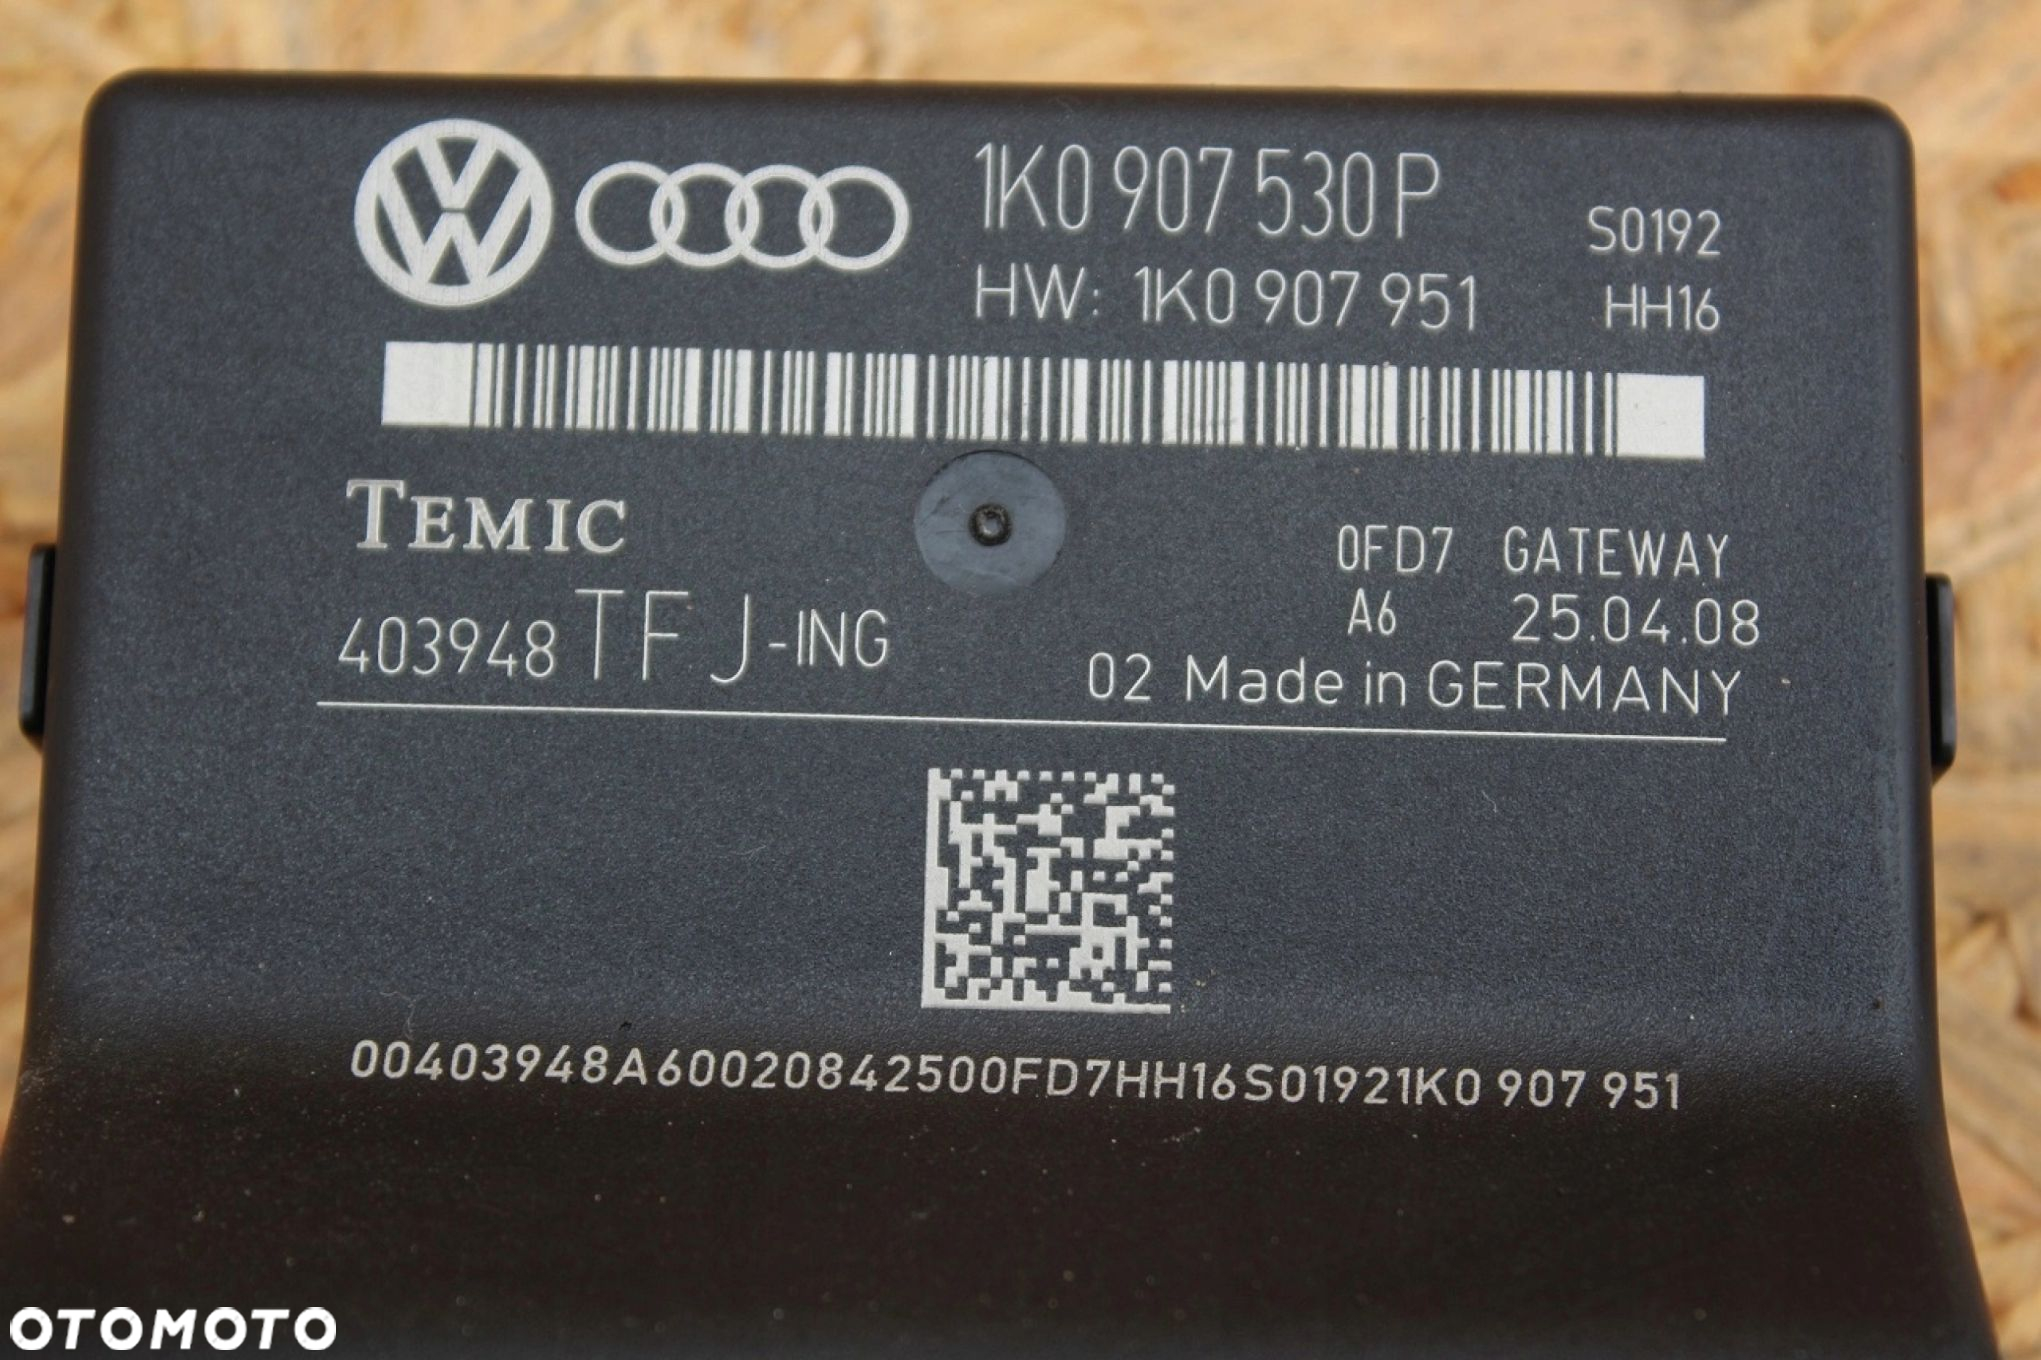 1K0 907 530 P
S0192
HW: 1K0 907 951
HH16
TEMIC
0FD7 GATEWAY
403948 TFJ-ING
A6 25.04.08
02 Made in GERMANY
00403948A60020842500FD7HH16S01921K0 907 951
OTOMOTO